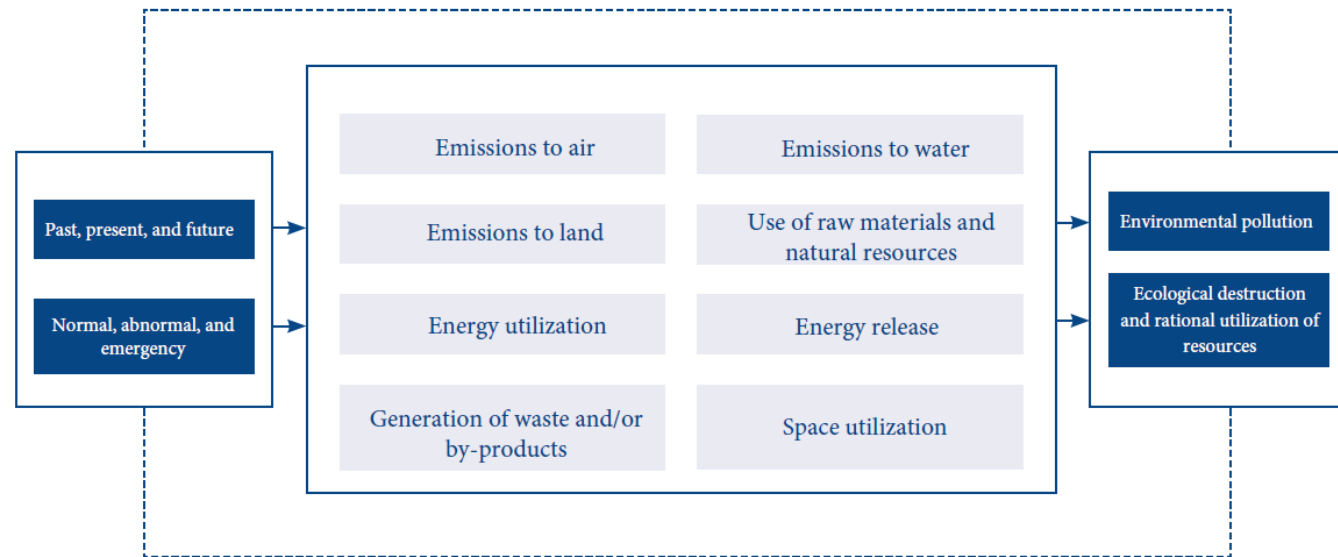 Past, present, and future
Normal, abnormal, and
emergency
Emissions to air
Emissions to water
Emissions to land
Use of raw materials and
natural resources
Energy utilization
Energy release
Generation of waste and/or
by-products
Space utilization
Environmental pollution
Ecological destruction
and rational utilization of
resources